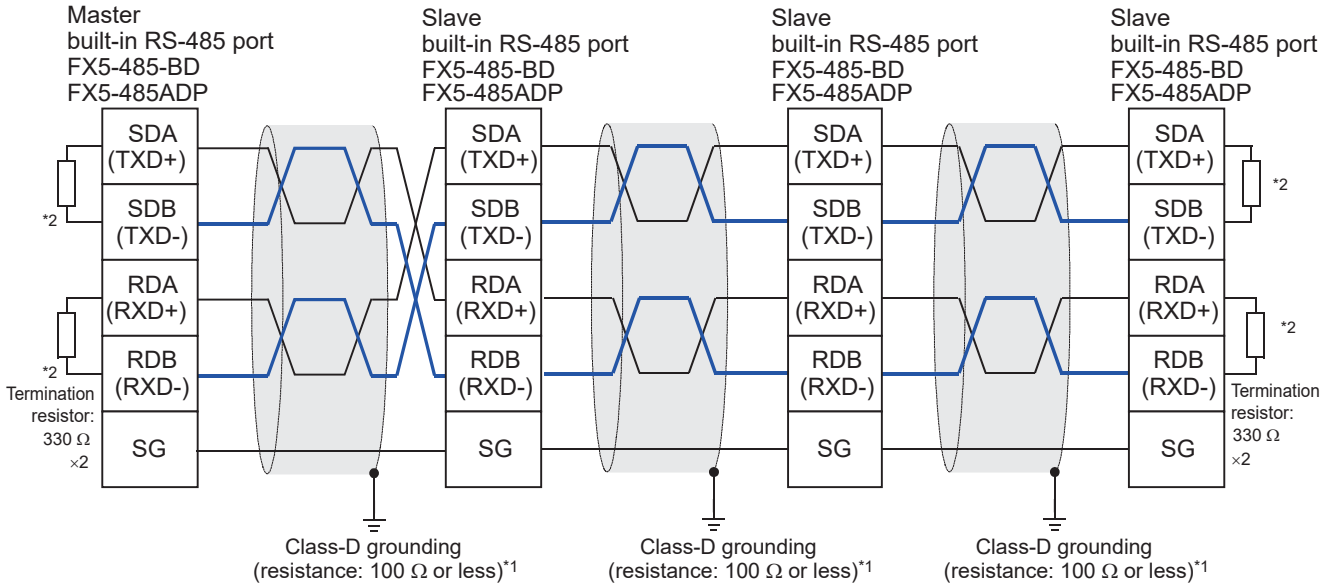 Master
built-in RS-485 port
FX5-485-BD
FX5-485ADP
Slave
built-in RS-485 port
FX5-485-BD
FX5-485ADP
Slave
built-in RS-485 port
FX5-485-BD
FX5-485ADP
Slave
built-in RS-485 port
FX5-485-BD
FX5-485ADP
*2
*2
Termination
resistor:
330 Ω
×2
SDA
(TXD+)
SDB
(TXD-)
RDA
(RXD+)
RDB
(RXD-)
SG
SDA
(TXD+)
SDB
(TXD-)
RDA
(RXD+)
RDB
(RXD-)
SG
SDA
(TXD+)
SDB
(TXD-)
RDA
(RXD+)
RDB
(RXD-)
SG
SDA
(TXD+)
SDB
(TXD-)
RDA
(RXD+)
RDB
(RXD-)
SG
*2
*2
Termination
resistor:
330 Ω
×2
Class-D grounding
(resistance: 100 Ω or less)*1
Class-D grounding
(resistance: 100 Ω or less)*1
Class-D grounding
(resistance: 100 Ω or less)*1